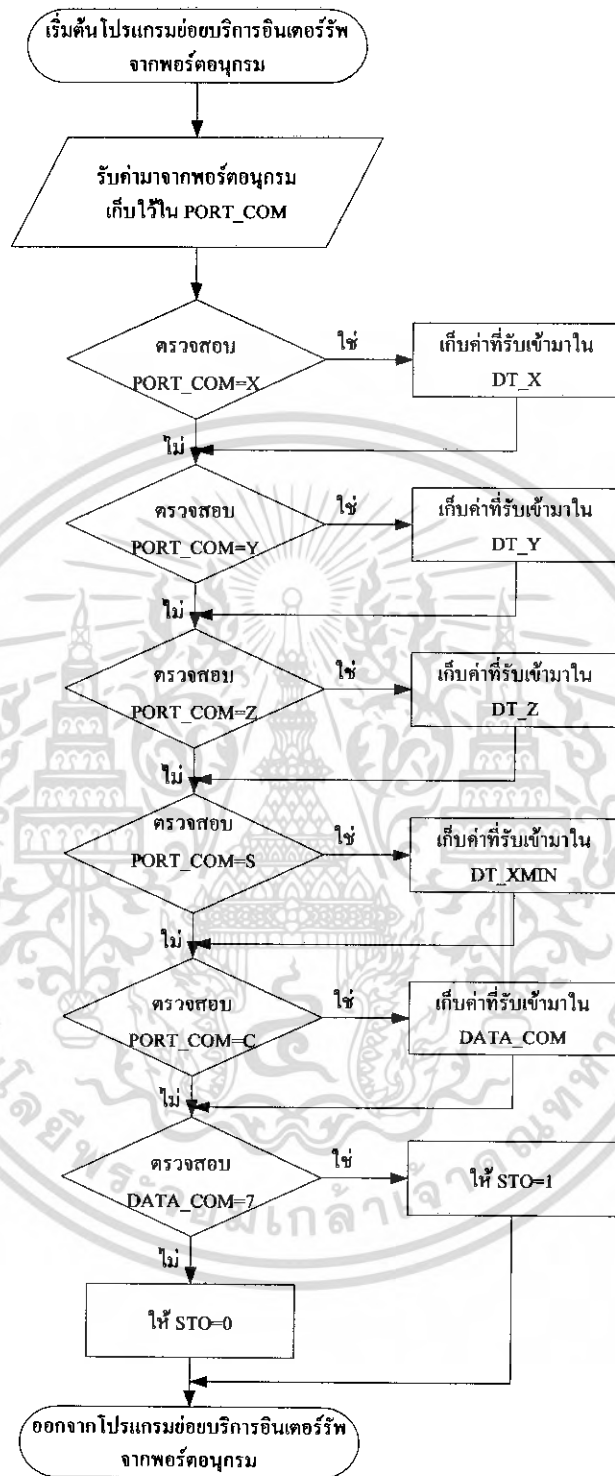 เริ่มต้นโปรแกรมย่อยบริการอินเตอร์รัพ
จากพอร์ตอนุกรม
รับค่ามาจากพอร์ตอนุกรม
เก็บใว้ใน PORT_COM
ตรวจสอบ
PORT_COM=X
ใช่
เก็บค่าที่รับเข้ามาใน
DT_X
ไม่
ตรวจสอบ
PORT_COM=Y
ใช่
เก็บค่าที่รับเข้ามาใน
DT_Y
ไม่
ตรวจสอบ
PORT_COM=Z
ใช่
เก็บค่าที่รับเข้ามาใน
DT_Z
ไม่
ตรวจสอบ
PORT_COM=S
ใช่
เก็บค่าที่รับเข้ามาใน
DT_XMIN
ไม่
ตรวจสอบ
PORT_COM=C
ใช่
เก็บค่าที่รับเข้ามาใน
DATA_COM
ไม่
ตรวจสอบ
DATA_COM=7
ใช่
ให้ STO=1
ไม่
ให้ STO=0
ออกจากโปรแกรมย่อยบริการอินเตอร์รัพ
จากพอร์ตอนุกรม